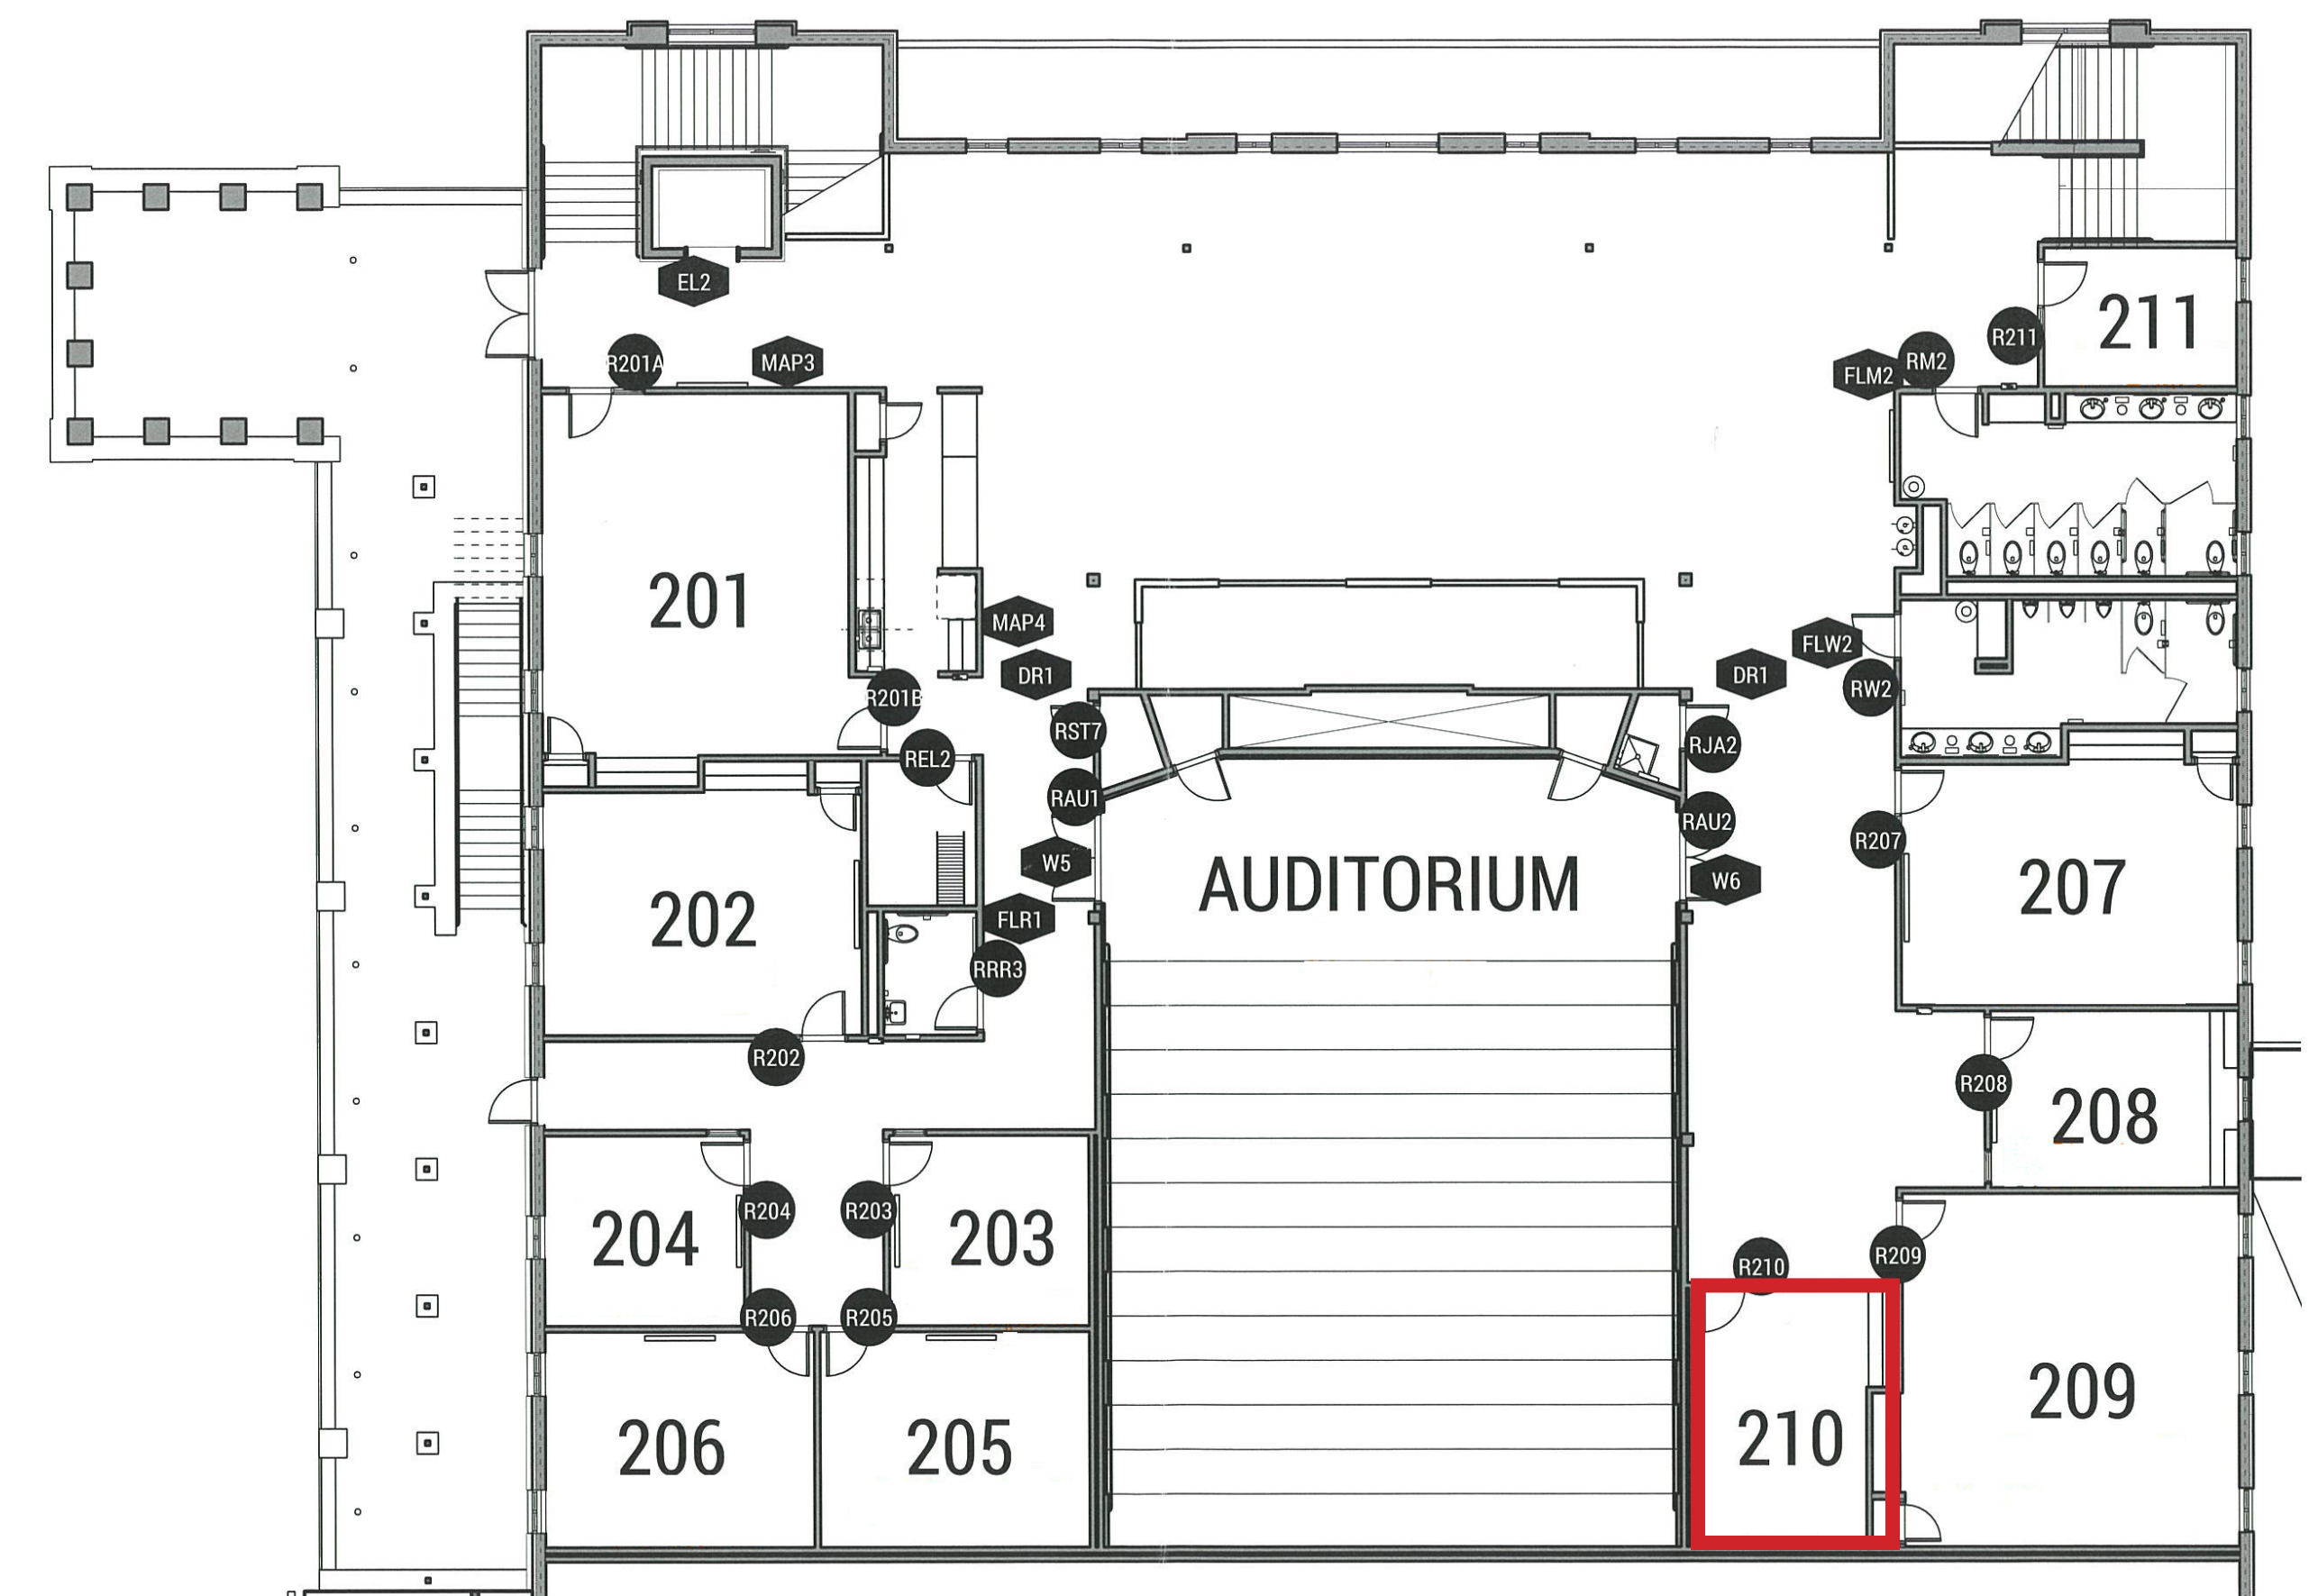 EL2
R201A
MAP3
211
R211
RM2
FLM2
201
MAP4
DR1
DR1
FLW2
RW2
R201B
RST7
RJA2
REL2
RAU1
RAU2
R207
W5
W6
AUDITORIUM
207
202
FLR1
RRR3
R202
R208
208
R204
R203
204
203
R209
R210
R206
R205
209
210
206
205